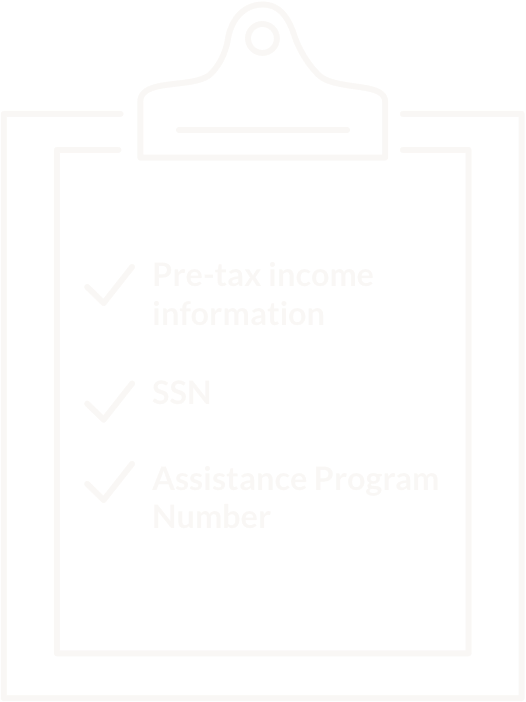 Pre-tax income
information
SSN
Assistance Program
Number